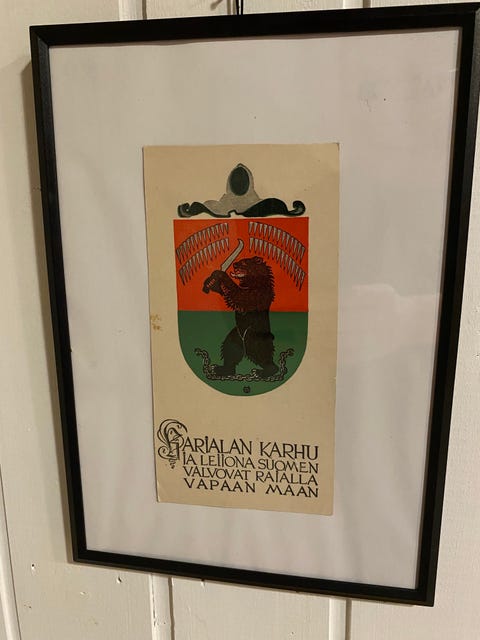 KARJALAN KARHU
JA LEIJONA SUOMEN
VALVOVAT RAJALLA
VAPAAN MAAN